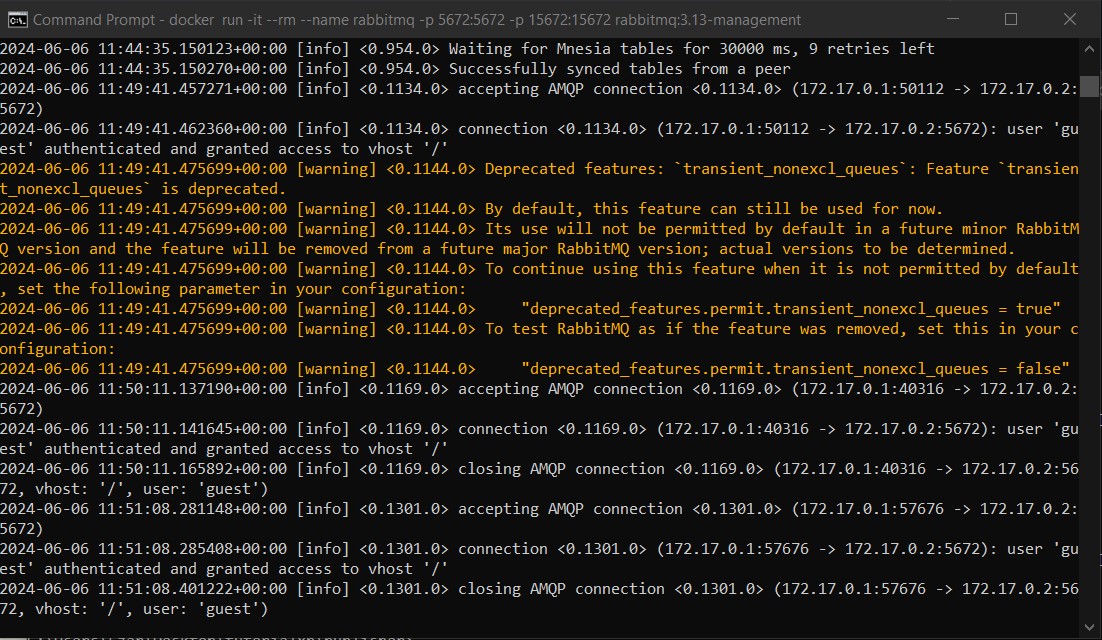 Command Prompt - docker  run -it --rm --name rabbitmq -p 5672:5672 -p 15672:15672 rabbitmq:3.13-management
2024-06-06 11:44:35.150123+00:00 [info] <0.954.0> Waiting for Mnesia tables for 30000 ms, 9 retries left
2024-06-06 11:44:35.150270+00:00 [info] <0.954.0> Successfully synced tables from a peer
2024-06-06 11:49:41.457271+00:00 [info] <0.1134.0> accepting AMQP connection <0.1134.0> (172.17.0.1:50112 -> 172.17.0.2:
5672)
2024-06-06 11:49:41.462360+00:00 [info] <0.1134.0> connection <0.1134.0> (172.17.0.1:50112 -> 172.17.0.2:5672): user 'gu
est' authenticated and granted access to vhost '/'
2024-06-06 11:49:41.475699+00:00 [warning] <0.1144.0> Deprecated features: `transient_nonexcl_queues`: Feature `transien
t_nonexcl_queues` is deprecated.
2024-06-06 11:49:41.475699+00:00 [warning] <0.1144.0> By default, this feature can still be used for now.
2024-06-06 11:49:41.475699+00:00 [warning] <0.1144.0> Its use will not be permitted by default in a future minor RabbitM
Q version and the feature will be removed from a future major RabbitMQ version; actual versions to be determined.
2024-06-06 11:49:41.475699+00:00 [warning] <0.1144.0> To continue using this feature when it is not permitted by default
, set the following parameter in your configuration:
2024-06-06 11:49:41.475699+00:00 [warning] <0.1144.0>     "deprecated_features.permit.transient_nonexcl_queues = true"
2024-06-06 11:49:41.475699+00:00 [warning] <0.1144.0> To test RabbitMQ as if the feature was removed, set this in your c
onfiguration:
2024-06-06 11:49:41.475699+00:00 [warning] <0.1144.0>     "deprecated_features.permit.transient_nonexcl_queues = false"
2024-06-06 11:50:11.137190+00:00 [info] <0.1169.0> accepting AMQP connection <0.1169.0> (172.17.0.1:40316 -> 172.17.0.2:
5672)
2024-06-06 11:50:11.141645+00:00 [info] <0.1169.0> connection <0.1169.0> (172.17.0.1:40316 -> 172.17.0.2:5672): user 'gu
est' authenticated and granted access to vhost '/'
2024-06-06 11:50:11.165892+00:00 [info] <0.1169.0> closing AMQP connection <0.1169.0> (172.17.0.1:40316 -> 172.17.0.2:56
72, vhost: '/', user: 'guest')
2024-06-06 11:51:08.281148+00:00 [info] <0.1301.0> accepting AMQP connection <0.1301.0> (172.17.0.1:57676 -> 172.17.0.2:
5672)
2024-06-06 11:51:08.285408+00:00 [info] <0.1301.0> connection <0.1301.0> (172.17.0.1:57676 -> 172.17.0.2:5672): user 'gu
est' authenticated and granted access to vhost '/'
2024-06-06 11:51:08.401222+00:00 [info] <0.1301.0> closing AMQP connection <0.1301.0> (172.17.0.1:57676 -> 172.17.0.2:56
72, vhost: '/', user: 'guest')